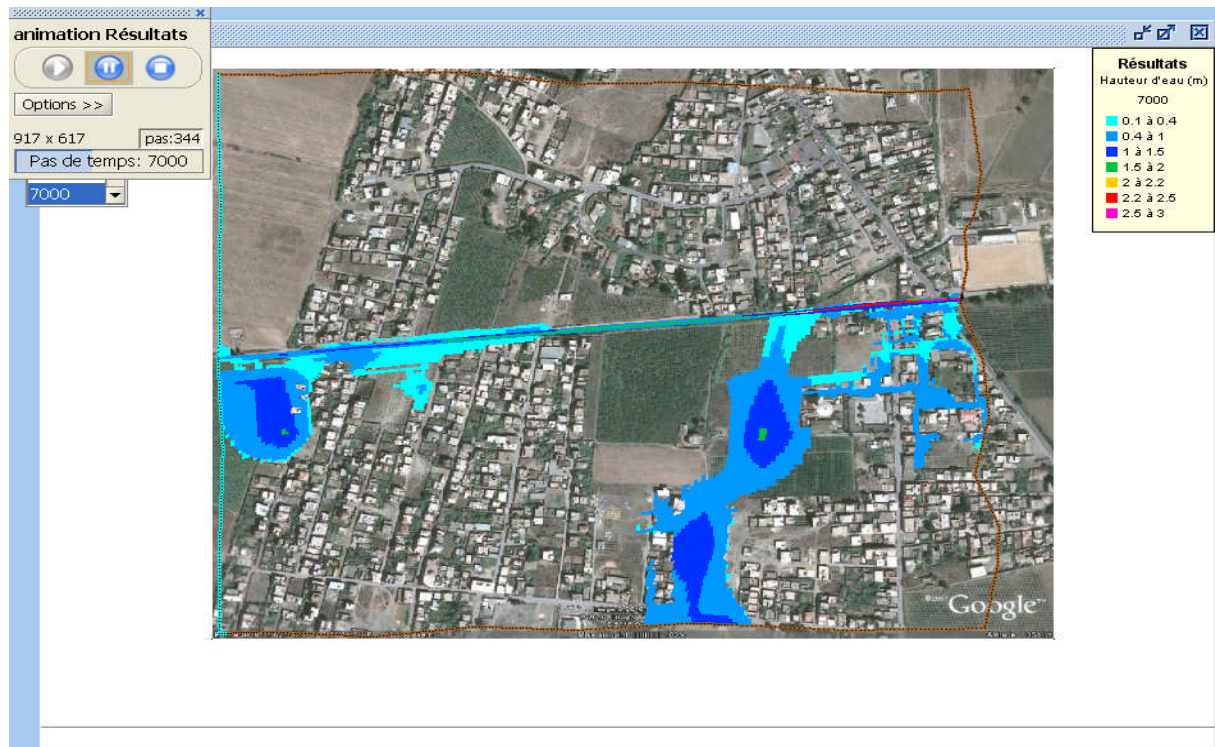 animation Résultats
Options >>
917 x 617 pas:344
Pas de temps: 7000
7000
Résultats
Hauteur d'eau (m)
7000
0.1 à 0.4
0.4 à 1
1 à 1.5
1.5 à 2
2 à 2.2
2.2 à 2.5
2.5 à 3
Google™